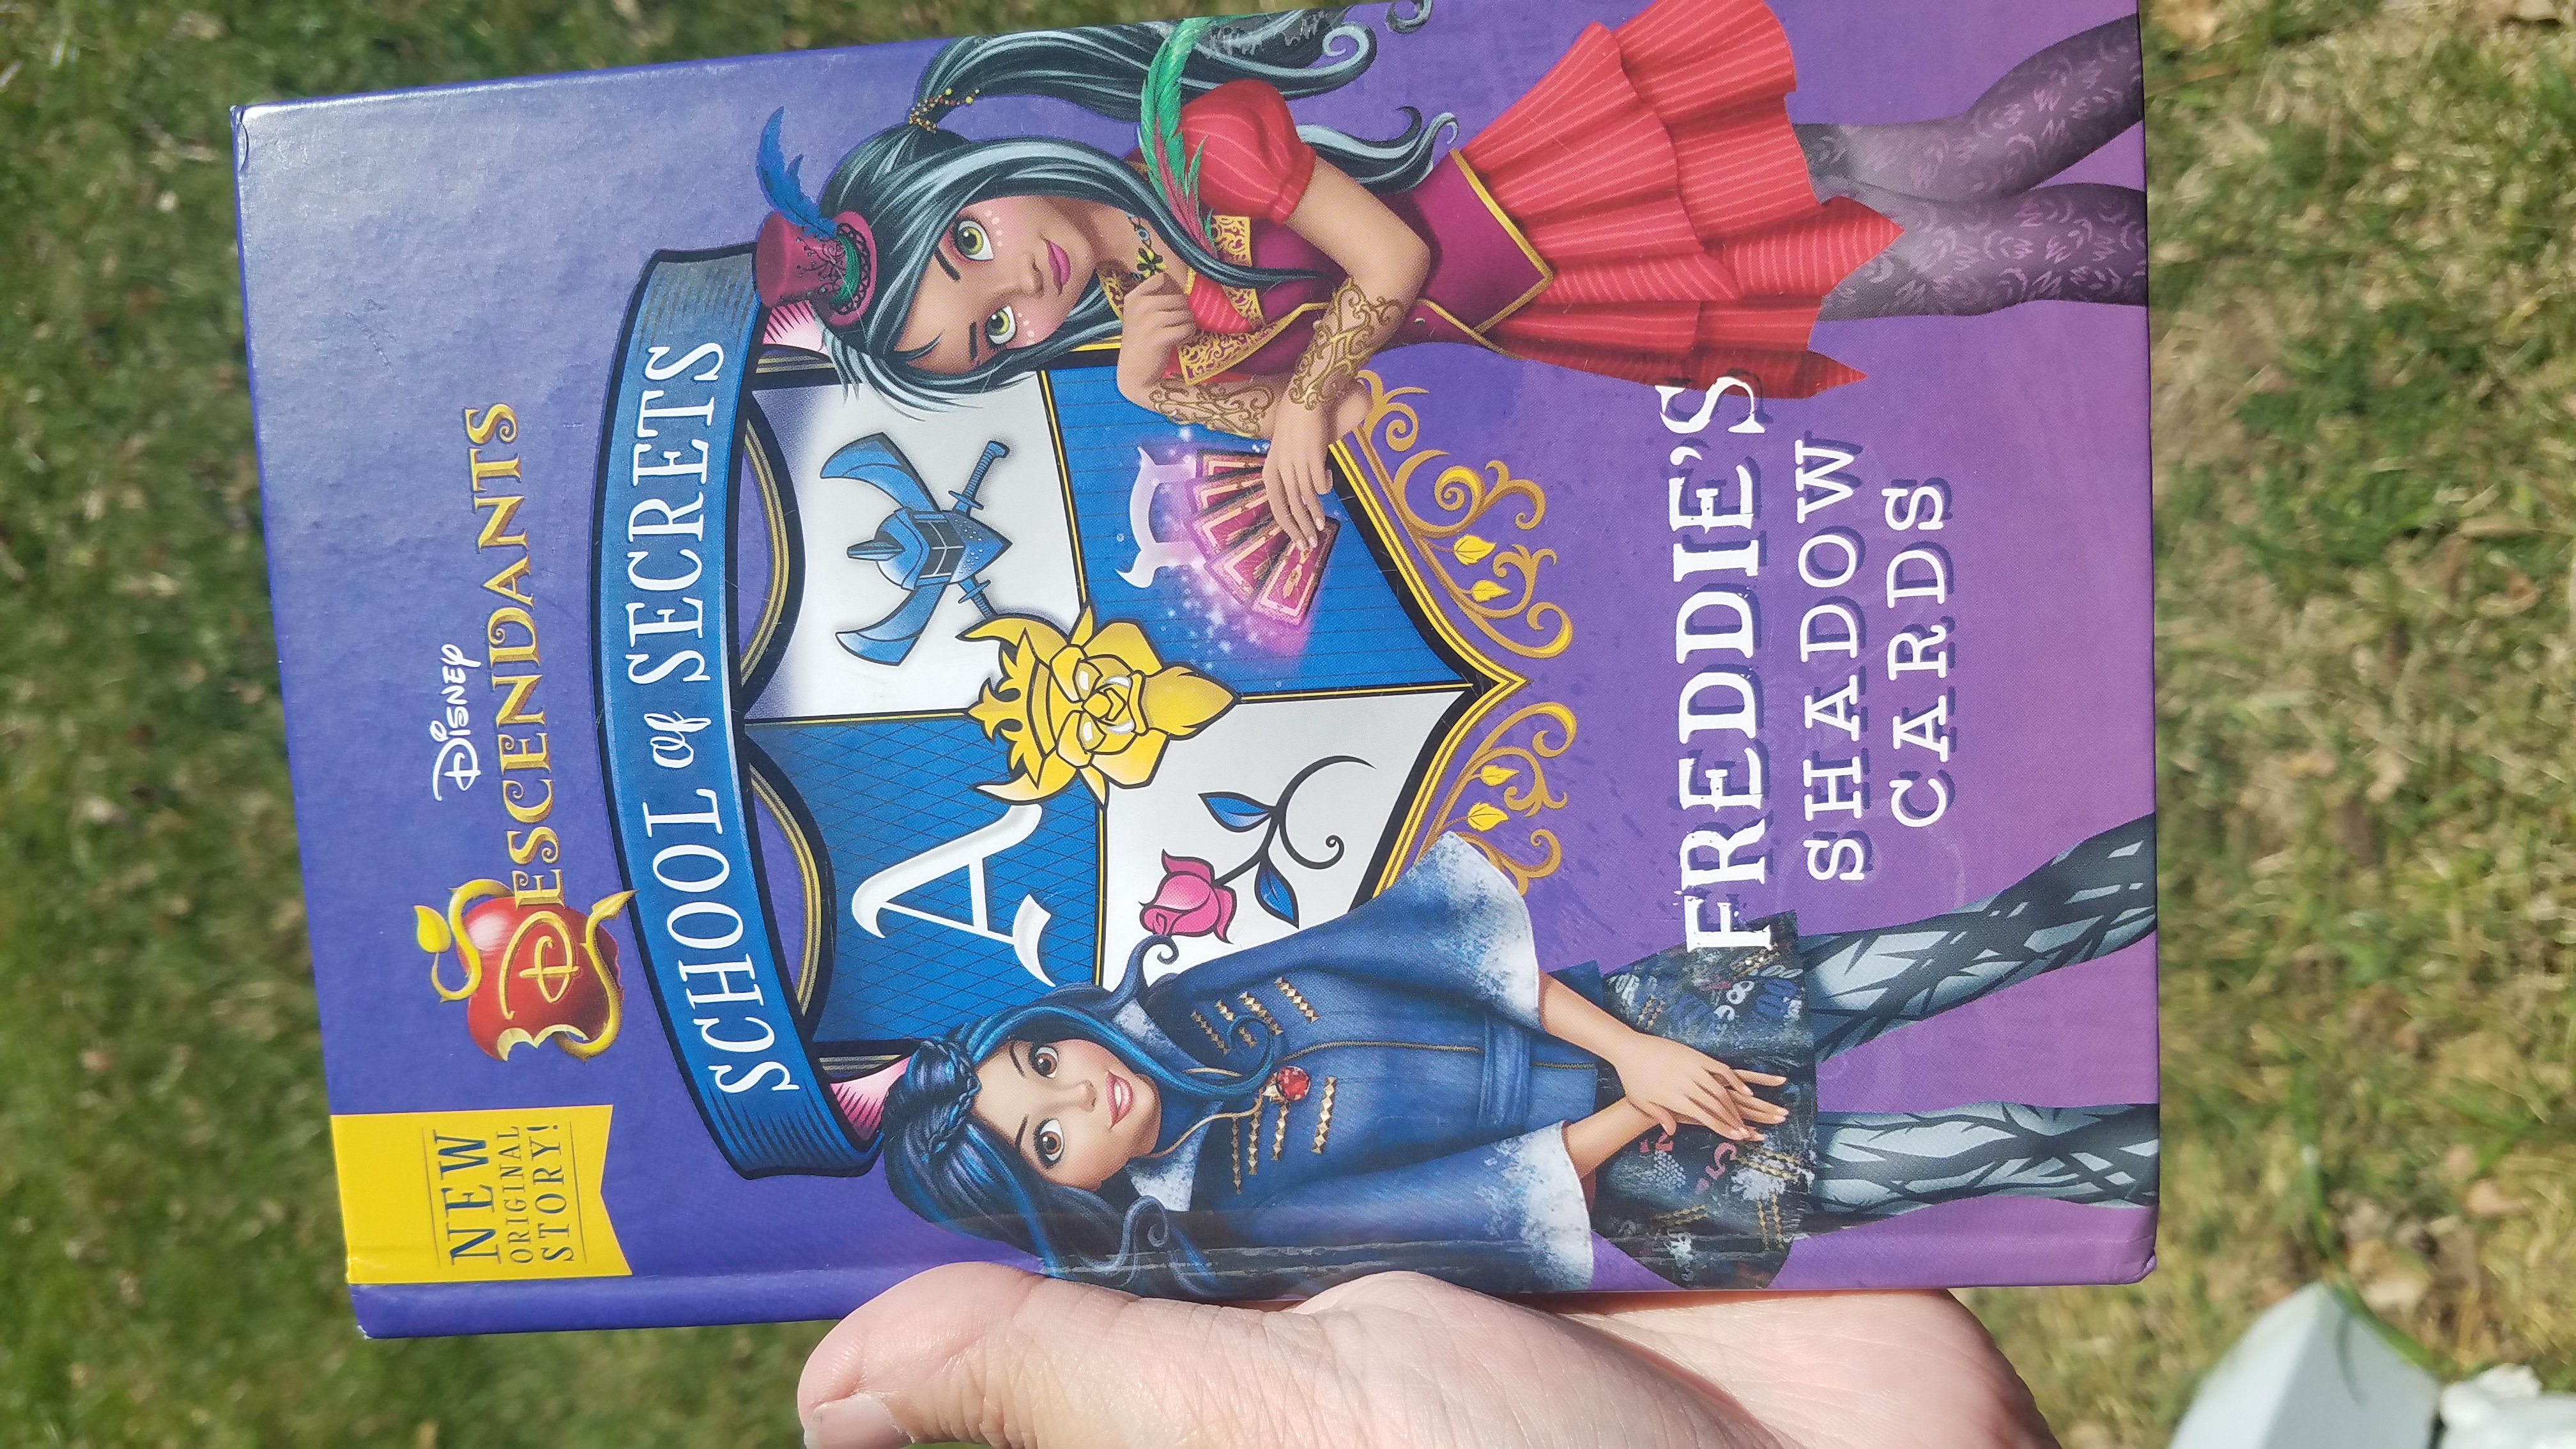 NEW
ORIGINAL
STORY!
Disney
DESCENDANTS
D
SCHOOL of SECRETS
A
FREDDIE'S
SHADOW
CARDS